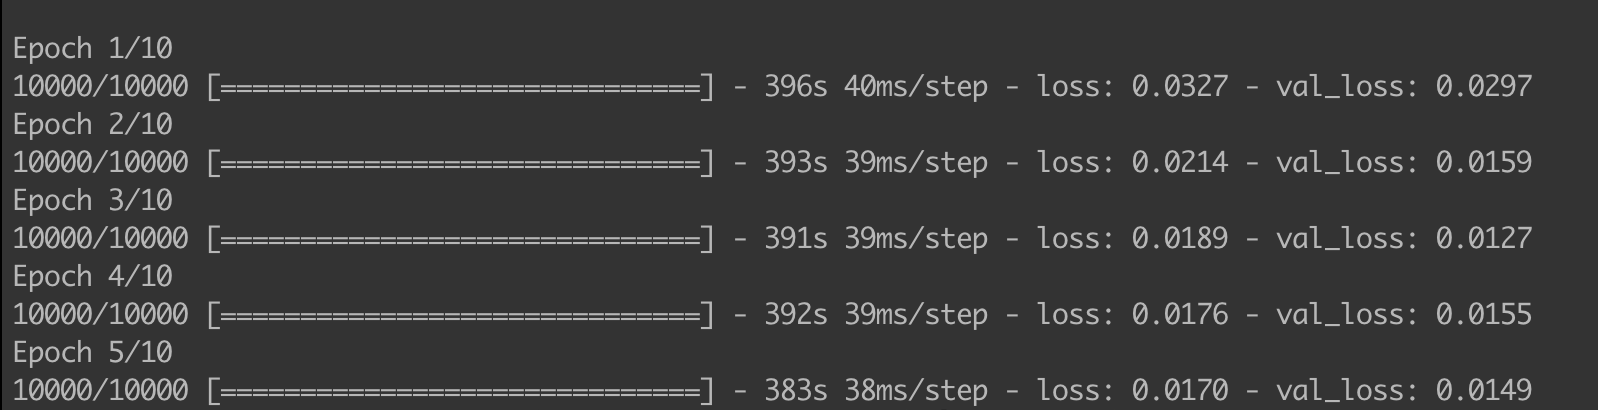 Epoch 1/10
10000/10000 [==============================] - 396s 40ms/step - loss: 0.0327 - val_loss: 0.0297
Epoch 2/10
10000/10000 [==============================] - 393s 39ms/step - loss: 0.0214 - val_loss: 0.0159
Epoch 3/10
10000/10000 [==============================] - 391s 39ms/step - loss: 0.0189 - val_loss: 0.0127
Epoch 4/10
10000/10000 [==============================] - 392s 39ms/step - loss: 0.0176 - val_loss: 0.0155
Epoch 5/10
10000/10000 [==============================] - 383s 38ms/step - loss: 0.0170 - val_loss: 0.0149